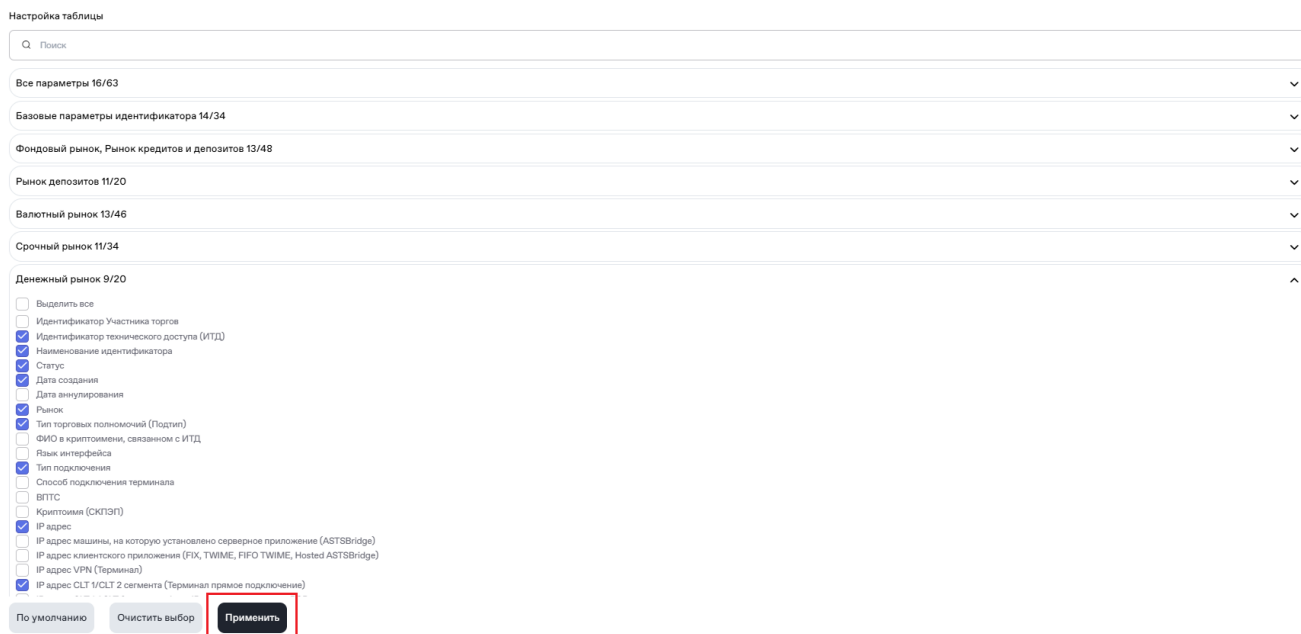 Настройка таблицы
Поиск
Все параметры 16/63
Базовые параметры идентификатора 14/34
Фондовый рынок, Рынок кредитов и депозитов 13/48
Рынок депозитов 11/20
Валютный рынок 13/46
Срочный рынок 11/34
Денежный рынок 9/20
Выделить все
Идентификатор Участника торгов
Идентификатор технического доступа (ИТД)
Наименование идентификатора
Статус
Дата создания
Дата аннулирования
Рынок
Тип торговых полномочий (Подтип)
ФИО в криптоимени, связанном с ИТД
Язык интерфейса
Тип подключения
Способ подключения терминала
ВПТС
Криптоимя (СКПЭП)
IP адрес
IP адрес машины, на которую установлено серверное приложение (ASTSBridge)
IP адрес клиентского приложения (FIX, TWIME, FIFO TWIME, Hosted ASTSBridge)
IP адрес VPN (Терминал)
IP адрес CLT 1/CLT 2 сегмента (Терминал прямое подключение)
По умолчанию Очистить выбор Применить